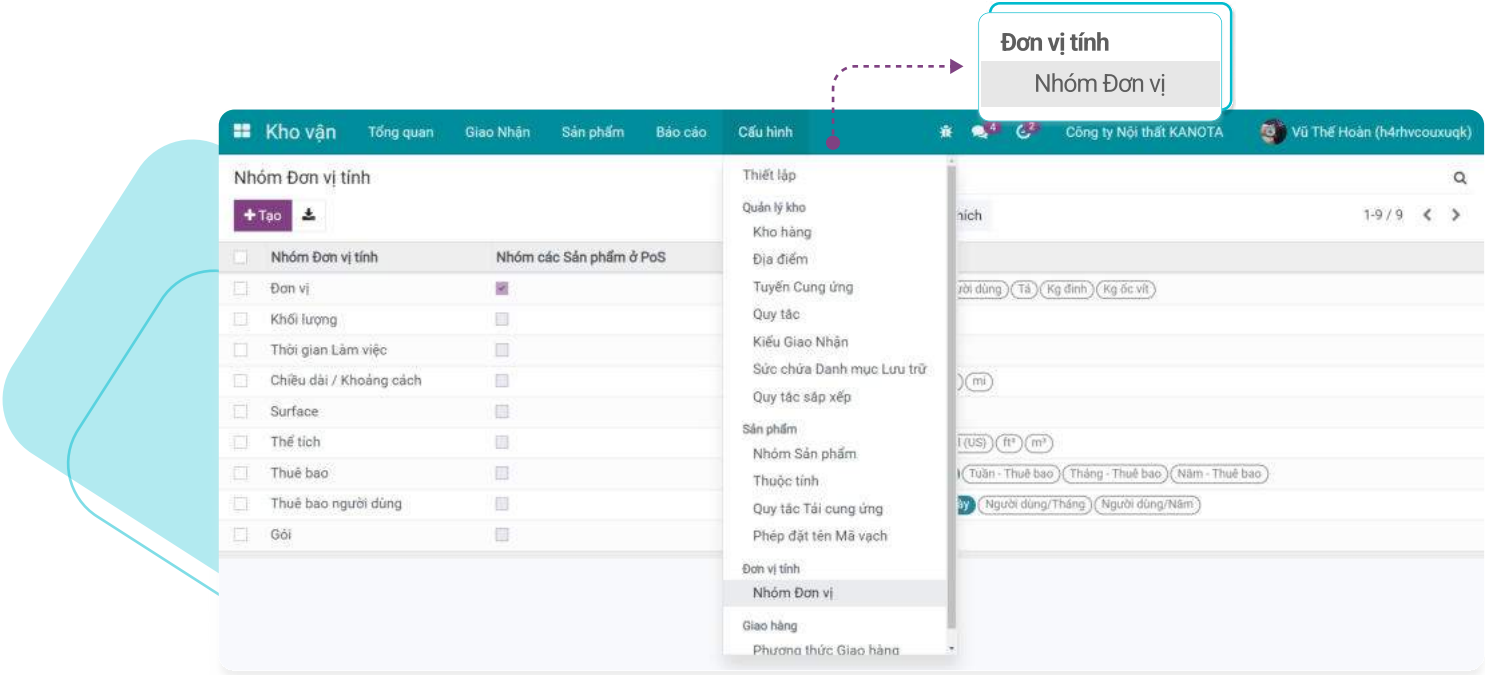 Đơn vị tính
Nhóm Đơn vị
Kho vận Tổng quan Giao Nhận Sản phẩm Báo cáo Cấu hình 4 2 Công ty Nội thất KANOTA Vũ Thế Hoàn (h4rhvcouxuqk)
Nhóm Đơn vị tính
+ Tạo
1-9 / 9
Nhóm Đơn vị tính Nhóm các Sản phẩm ở PoS
Đơn vị dùng Tá Kg đinh Kg ốc vít
Khối lượng
Thời gian Làm việc
Chiều dài / Khoảng cách mi
Surface
Thể tích (US) ft³ m³
Thuê bao Tuần - Thuê bao Tháng - Thuê bao Năm - Thuê bao
Thuê bao người dùng Người dùng/Tháng Người dùng/Năm
Gói
Thiết lập
Quản lý kho
Kho hàng
Địa điểm
Tuyến Cung ứng
Quy tắc
Kiểu Giao Nhận
Sức chứa Danh mục Lưu trữ
Quy tắc sắp xếp
Sản phẩm
Nhóm Sản phẩm
Thuộc tính
Quy tắc Tái cung ứng
Phép đặt tên Mã vạch
Đơn vị tính
Nhóm Đơn vị
Giao hàng
Phương thức Giao hàng